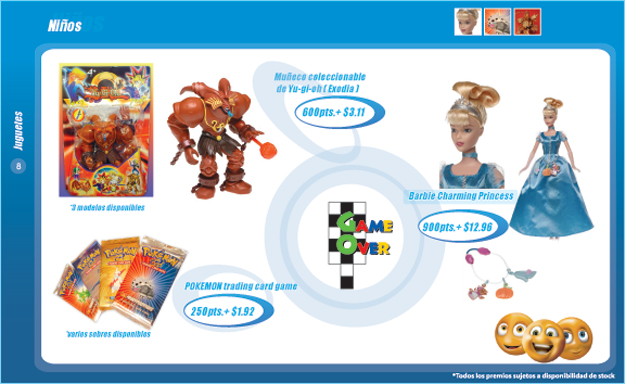 Niños
Juguetes
8
Muñeco coleccionable
de Yu-gi-oh ( Exodia )
600pts.+ $3.11
*3 modelos disponibles
Barbie Charming Princess
900pts.+ $12.96
GAME
OVER
POKEMON trading card game
250pts.+ $1.92
*varios sobres disponibles
*Todos los premios sujetos a disponibilidad de stock